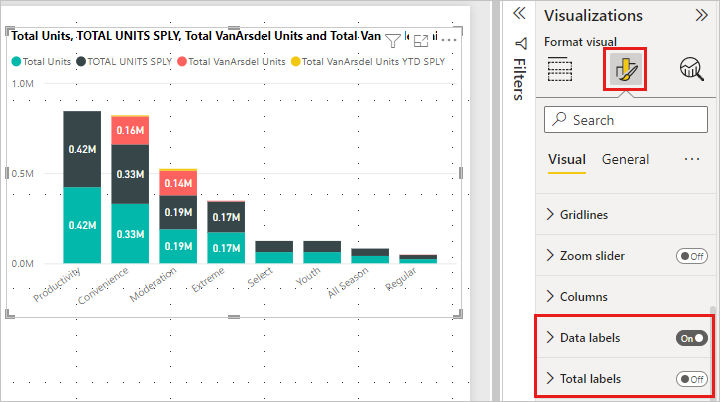 Total Units, TOTAL UNITS SPLY, Total VanArsdel Units and Total Van
Total Units TOTAL UNITS SPLY Total VanArsdel Units Total VanArsdel Units YTD SPLY
1.0M
0.5M
0.0M
0.42M
0.42M
0.16M
0.33M
0.33M
0.14M
0.19M
0.19M
0.17M
0.17M
Productivity
Convenience
Moderation
Extreme
Select
Youth
All Season
Regular
Filters
Visualizations
Format visual
Search
Visual General
Gridlines
Zoom slider Off
Columns
Data labels On
Total labels Off